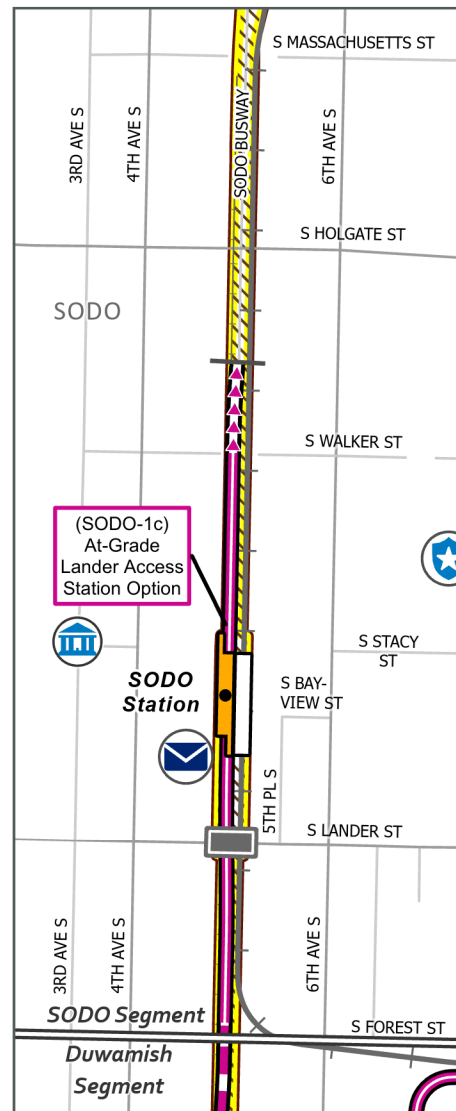 S MASSACHUSETTS ST
3RD AVE S
4TH AVE S
SODO BUSWAY
6TH AVE S
S HOLGATE ST
SODO
S WALKER ST
(SODO-1c)
At-Grade
Lander Access
Station Option
S STACY
ST
SODO
Station
S BAY-
VIEW ST
5TH PL S
S LANDER ST
3RD AVE S
4TH AVE S
6TH AVE S
SODO Segment
S FOREST ST
Duwamish
Segment